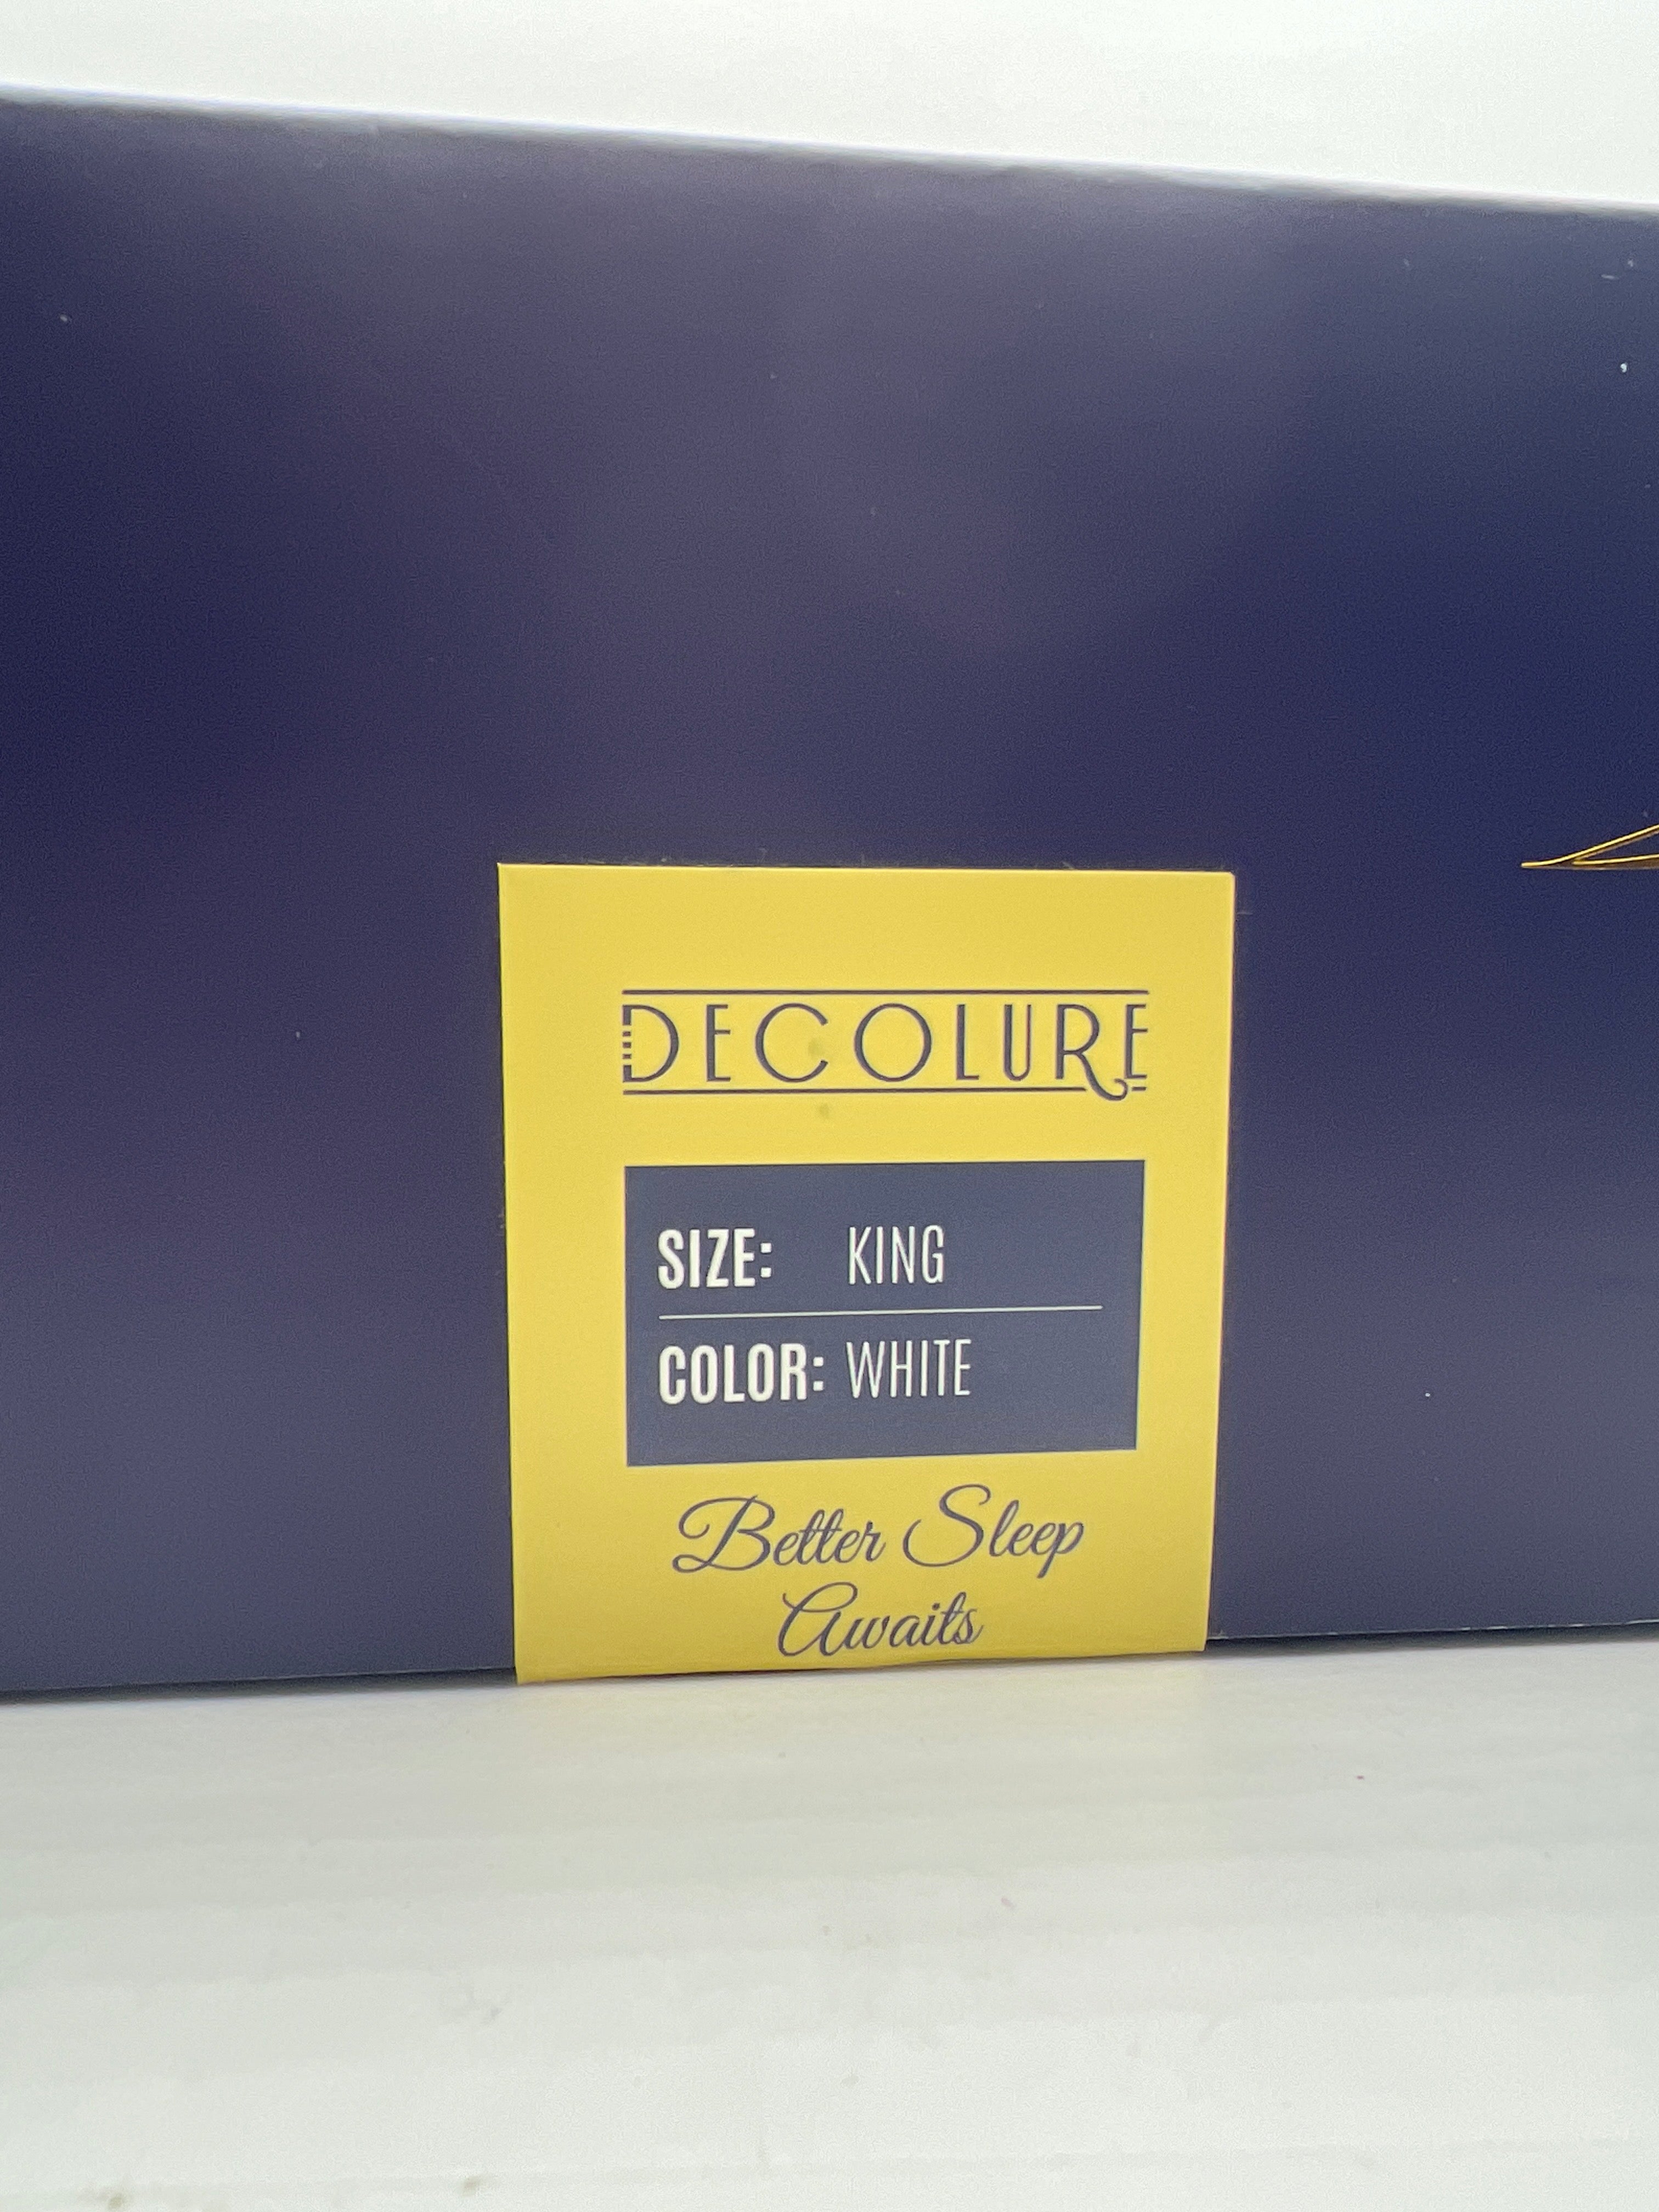 DECOLURE
SIZE: KING
COLOR: WHITE
Better Sleep
Awaits